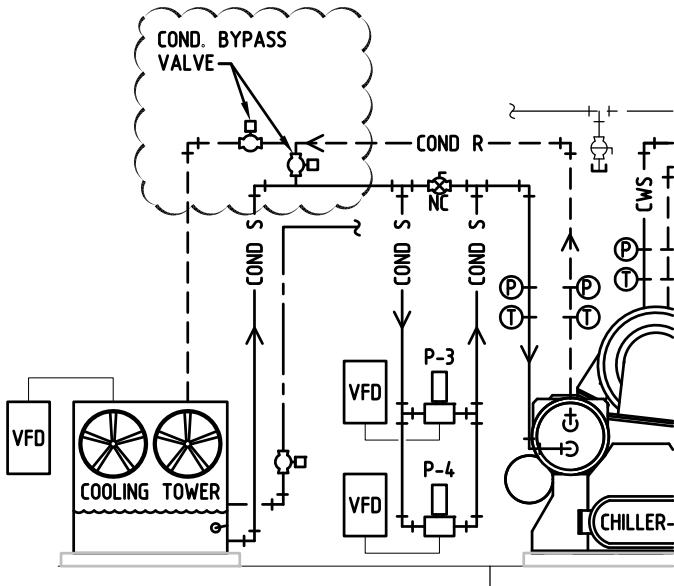 COND. BYPASS
VALVE
COND R
NC
CWS
COND S
COND S
COND S
P
P
P
T
T
T
P-3
VFD
VFD
COOLING TOWER
P-4
VFD
CHILLER-